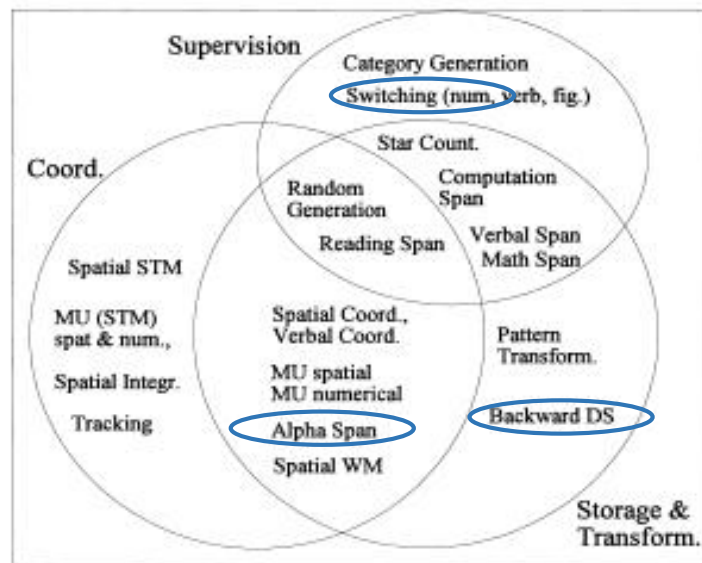 Supervision
Category Generation
Switching (num, verb, fig.)
Star Count.
Coord.
Computation
Span
Random
Generation
Verbal Span
Math Span
Reading Span
Spatial STM
MU (STM)
spat & num.,
Spatial Integr.
Tracking
Spatial Coord.,
Verbal Coord.
MU spatial
MU numerical
Alpha Span
Spatial WM
Pattern
Transform.
Backward DS
Storage &
Transform.